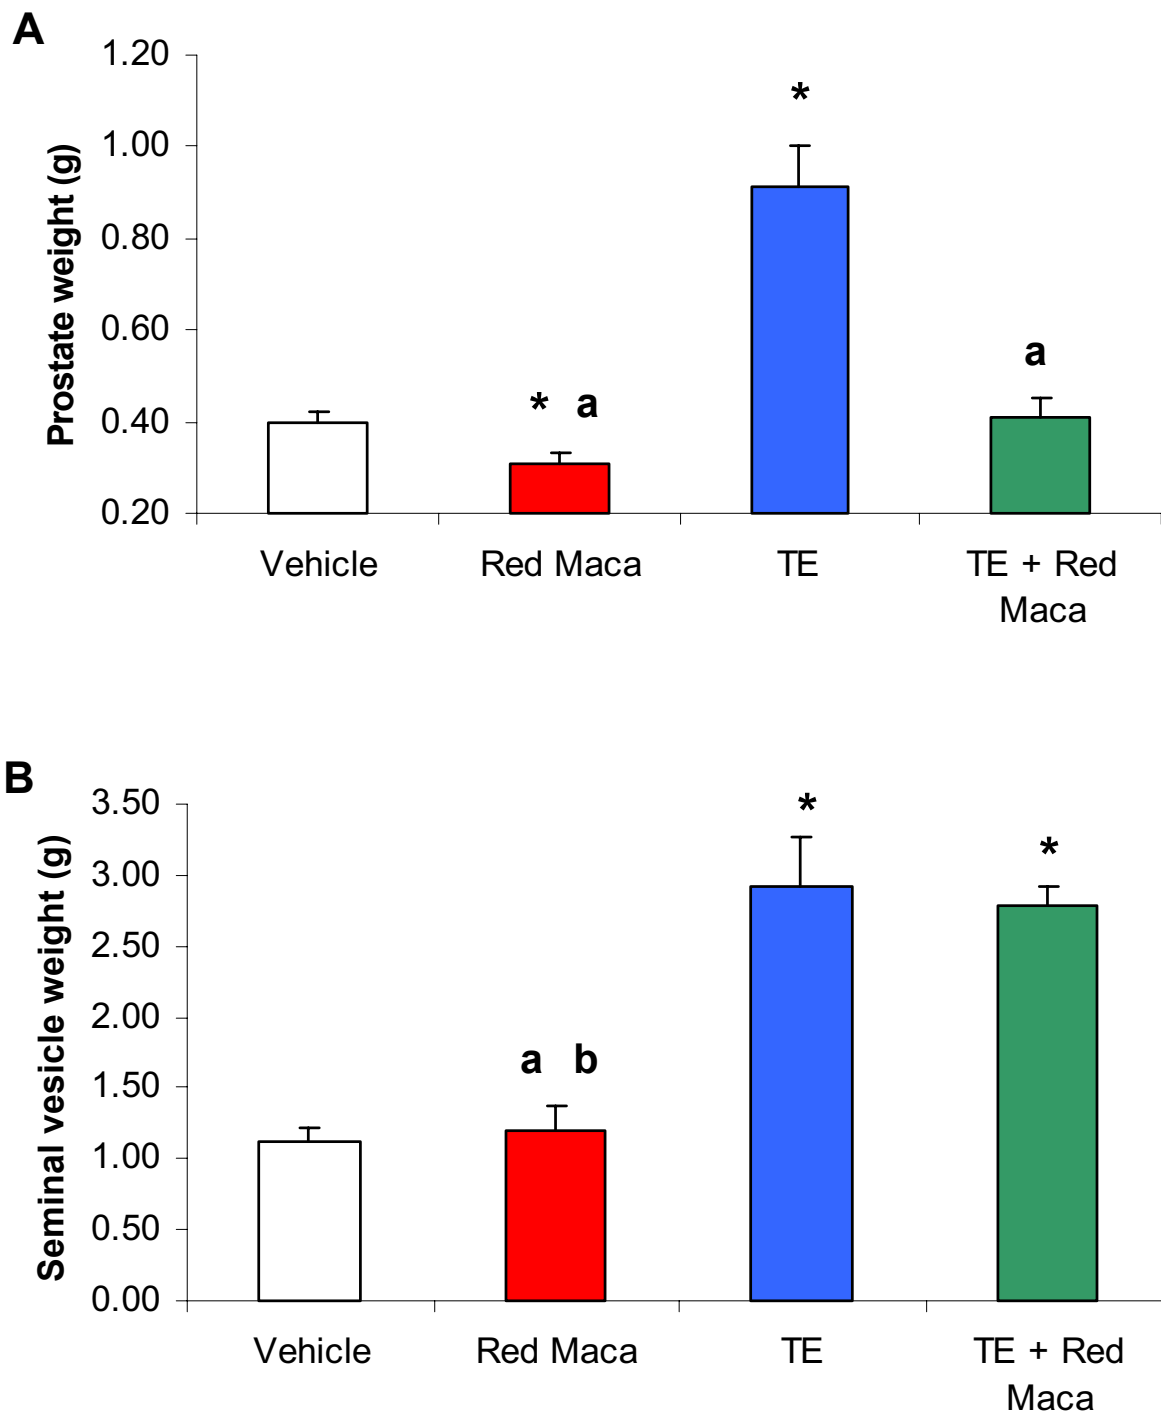 A
1.20
1.00
0.80
0.60
0.40
0.20
Prostate weight (g)
*
* a
a
Vehicle Red Maca TE TE + Red
Maca
B
3.50
3.00
2.50
2.00
1.50
1.00
0.50
0.00
Seminal vesicle weight (g)
*
*
a b
Vehicle Red Maca TE TE + Red
Maca